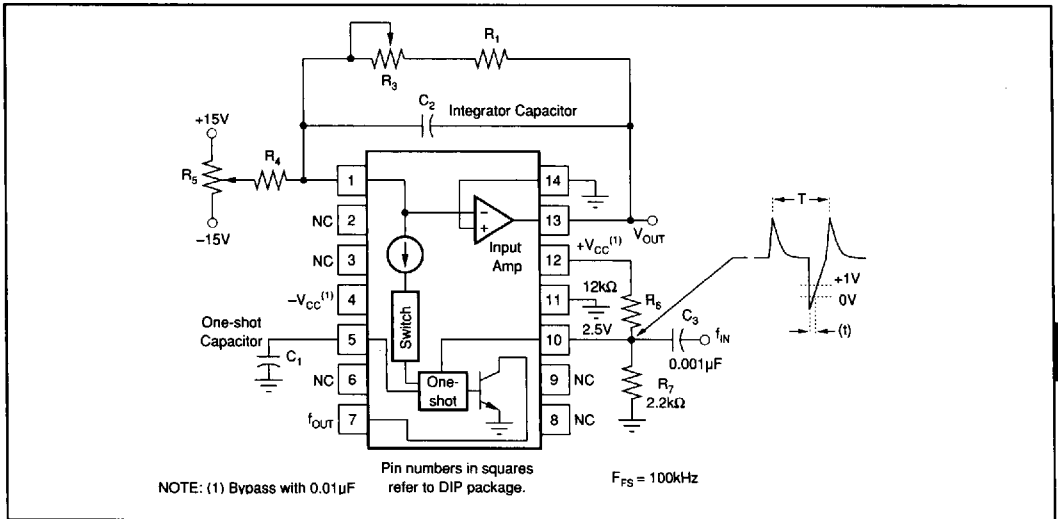 R3
R1
C2
Integrator Capacitor
+15V
R4
R5
−15V
1
14
NC
2
13
VOUT
Input
Amp
T
NC
3
12
+VCC(1)
−VCC(1)
4
11
12kΩ
R6
+1V
0V
(t)
Switch
2.5V
C3
fIN
0.001µF
One-shot
Capacitor
C1
5
10
NC
6
One-
shot
9
NC
R7
2.2kΩ
fOUT
7
8
NC
Pin numbers in squares
refer to DIP package.
FFS = 100kHz
NOTE: (1) Bypass with 0.01µF